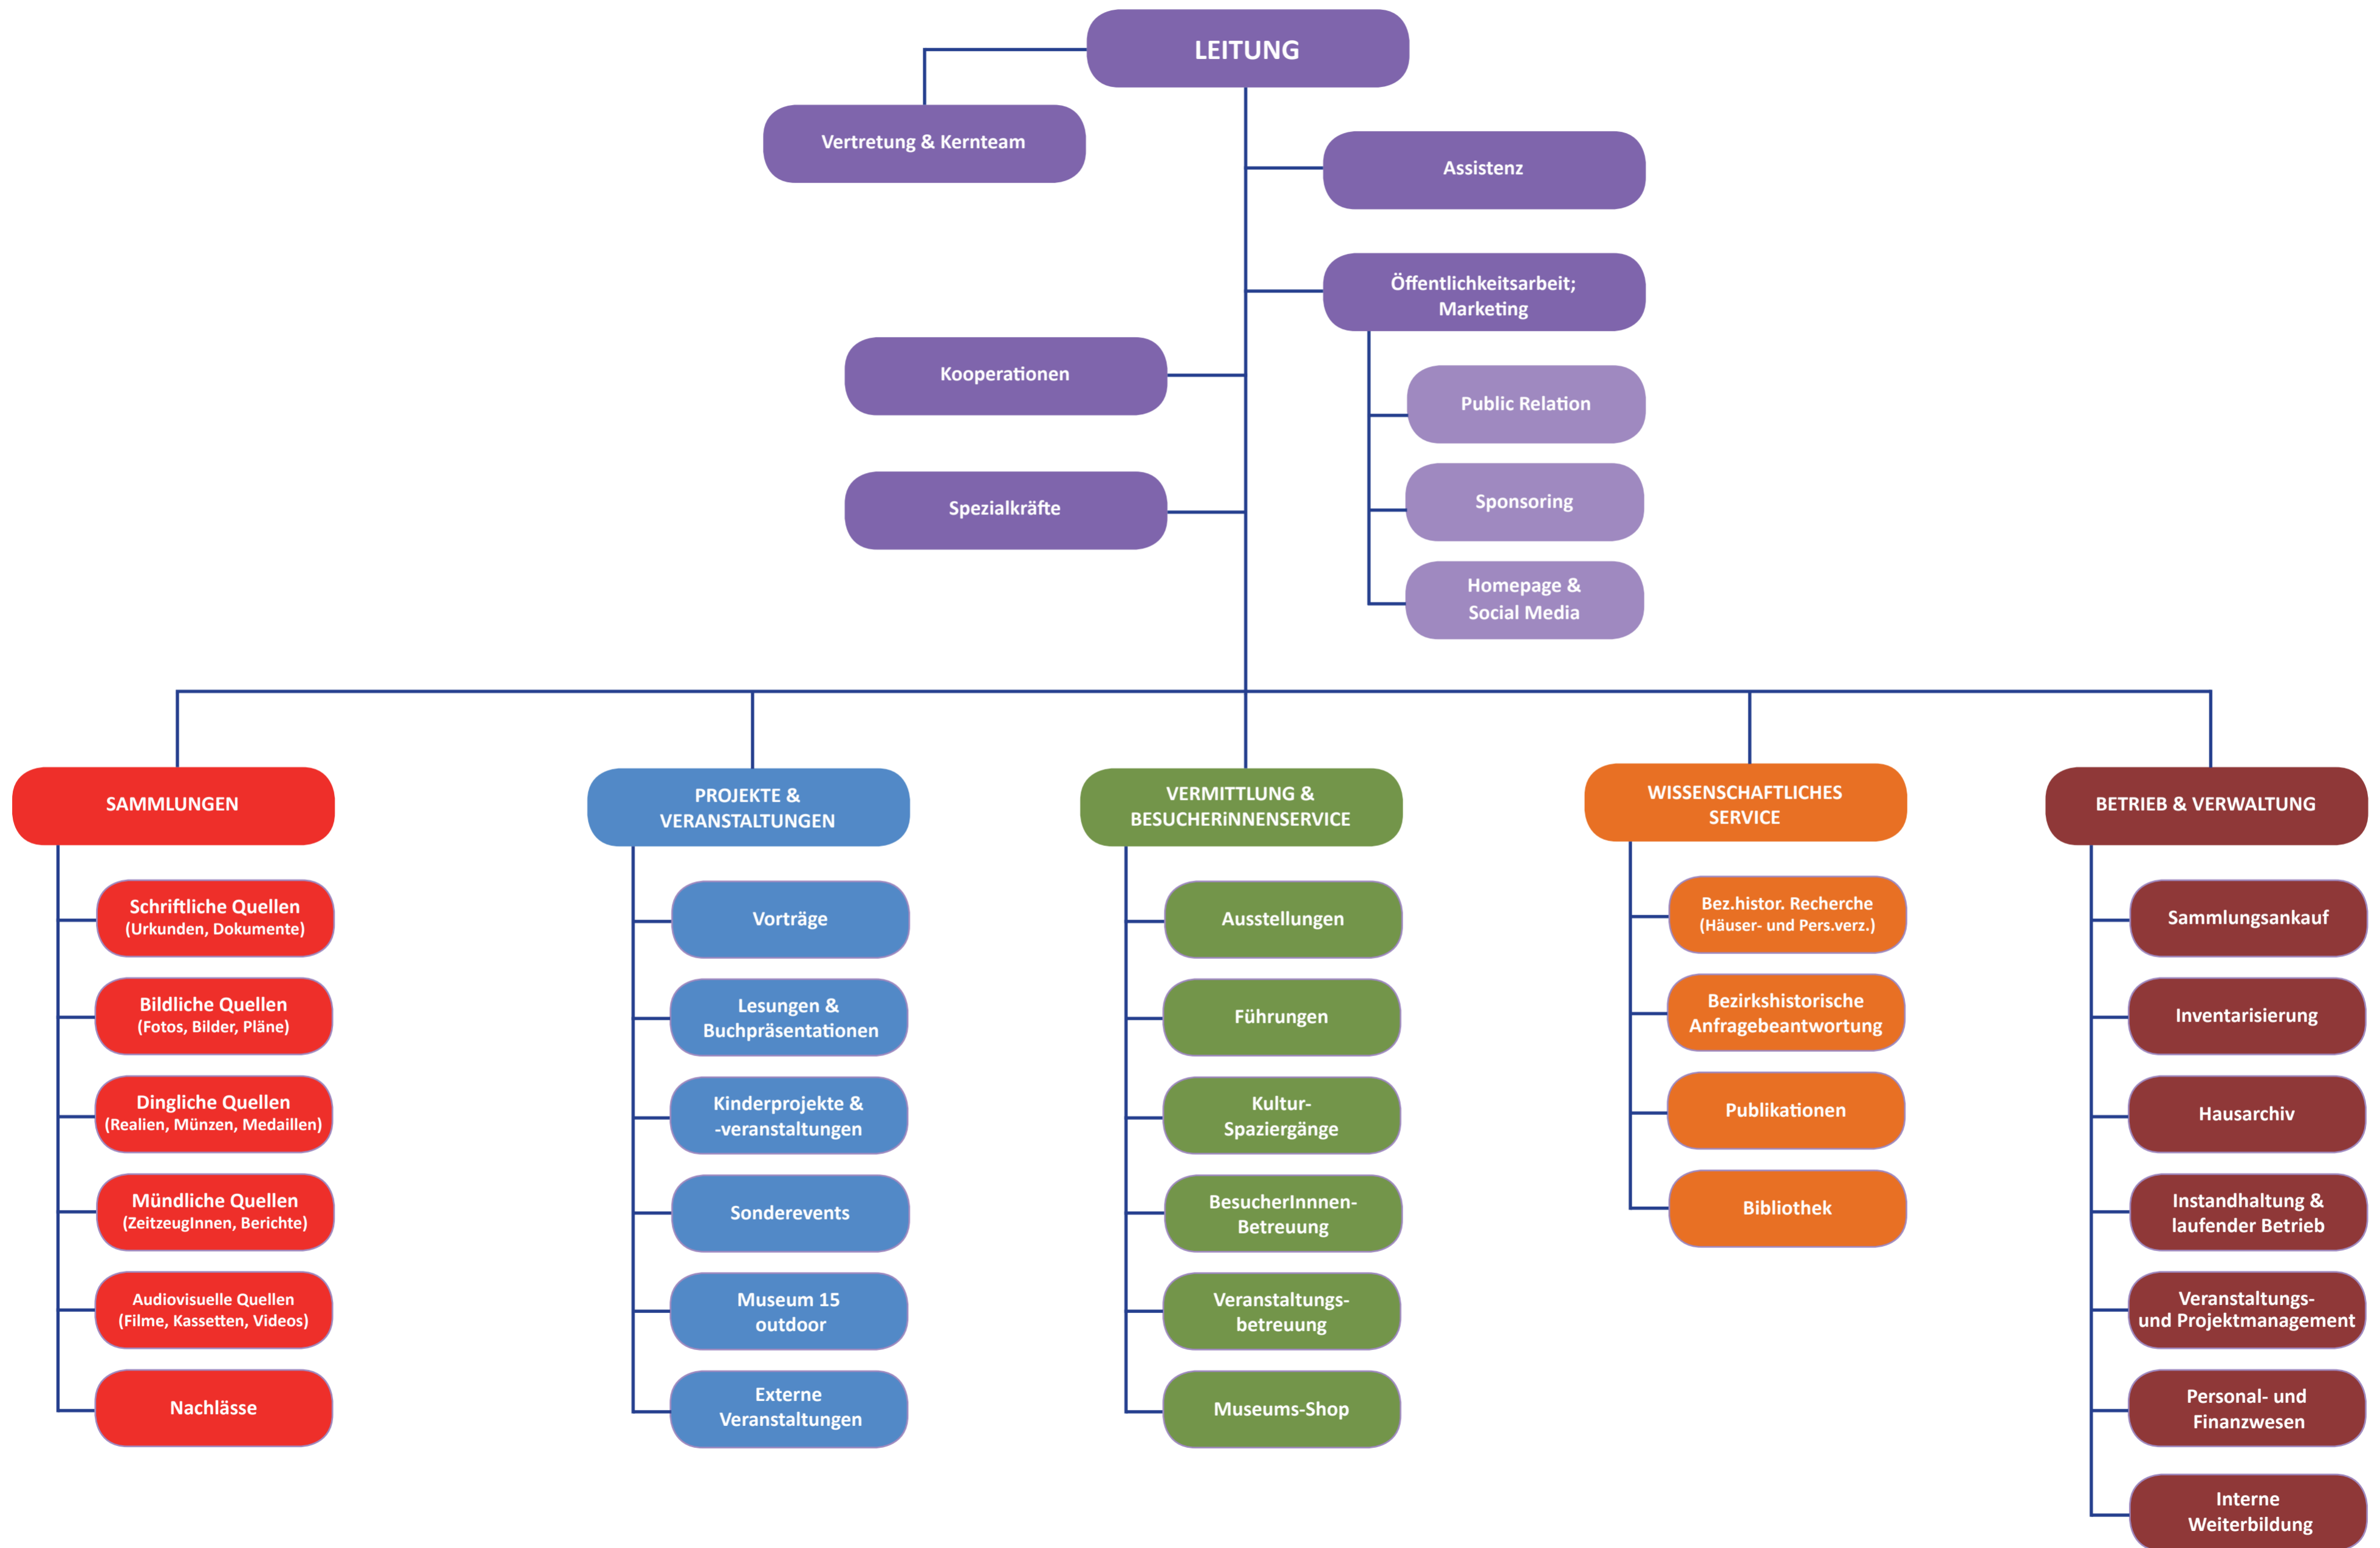 LEITUNG
Vertretung & Kernteam
Assistenz
Öffentlichkeitsarbeit;
Marketing
Kooperationen
Public Relation
Spezialkräfte
Sponsoring
Homepage &
Social Media
SAMMLUNGEN
Schriftliche Quellen
(Urkunden, Dokumente)
Bildliche Quellen
(Fotos, Bilder, Pläne)
Dingliche Quellen
(Realien, Münzen, Medaillen)
Mündliche Quellen
(ZeitzeugInnen, Berichte)
Audiovisuelle Quellen
(Filme, Kassetten, Videos)
Nachlässe
PROJEKTE &
VERANSTALTUNGEN
Vorträge
Lesungen &
Buchpräsentationen
Kinderprojekte &
-veranstaltungen
Sonderevents
Museum 15
outdoor
Externe
Veranstaltungen
VERMITTLUNG &
BESUCHERiNNENSERVICE
Ausstellungen
Führungen
Kultur-
Spaziergänge
BesucherInnnen-
Betreuung
Veranstaltungs-
betreuung
Museums-Shop
WISSENSCHAFTLICHES
SERVICE
Bez.histor. Recherche
(Häuser- und Pers.verz.)
Bezirkshistorische
Anfragebeantwortung
Publikationen
Bibliothek
BETRIEB & VERWALTUNG
Sammlungsankauf
Inventarisierung
Hausarchiv
Instandhaltung &
laufender Betrieb
Veranstaltungs-
und Projektmanagement
Personal- und
Finanzwesen
Interne
Weiterbildung